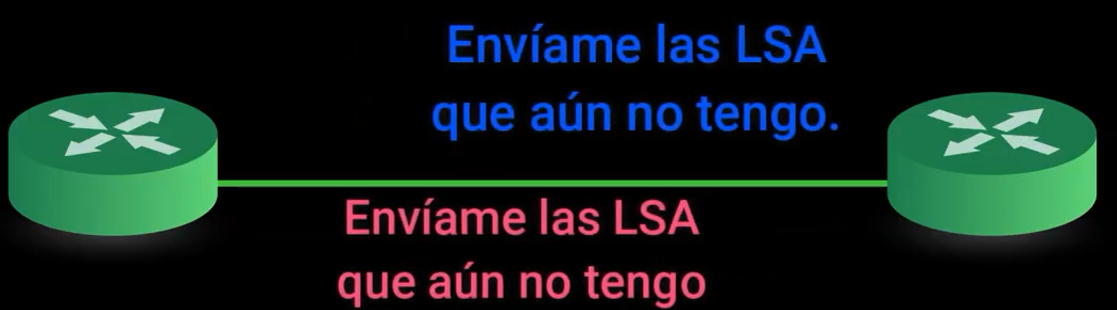 Envíame las LSA
que aún no tengo.
Envíame las LSA
que aún no tengo